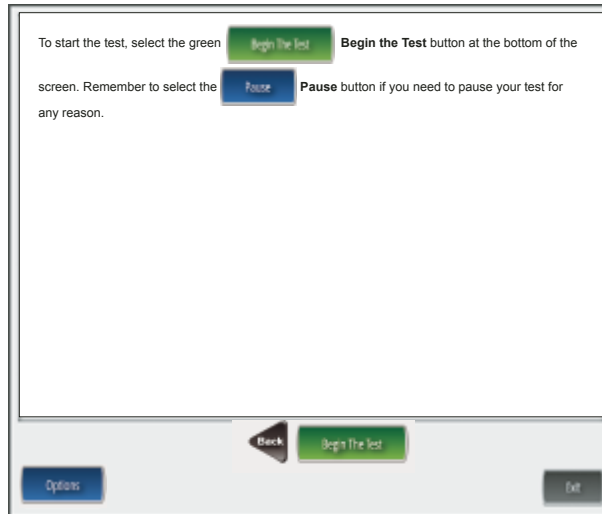 To start the test, select the green Begin The Test Begin the Test button at the bottom of the
screen. Remember to select the Pause Pause button if you need to pause your test for
any reason.
Back Begin The Test
Options Exit